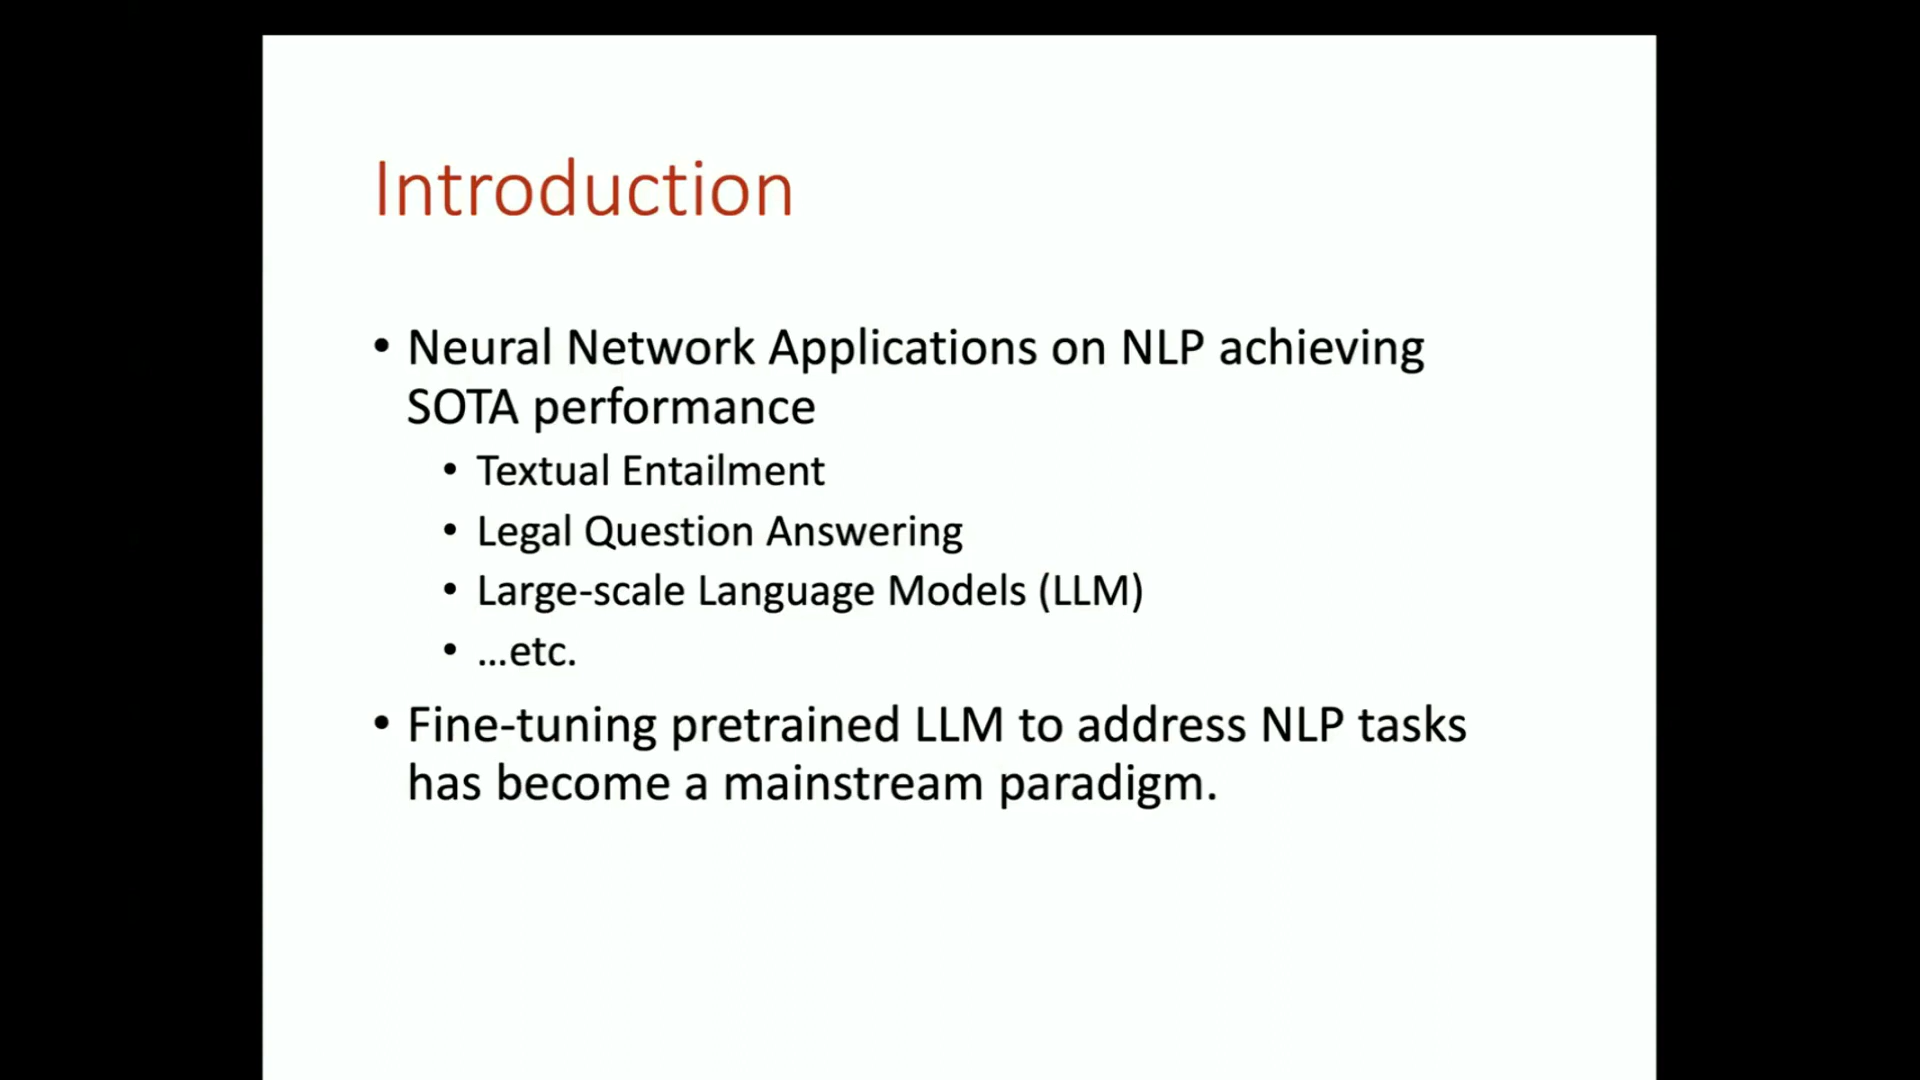 Introduction
• Neural Network Applications on NLP achieving
SOTA performance
• Textual Entailment
• Legal Question Answering
• Large-scale Language Models (LLM)
• …etc.
• Fine-tuning pretrained LLM to address NLP tasks
has become a mainstream paradigm.